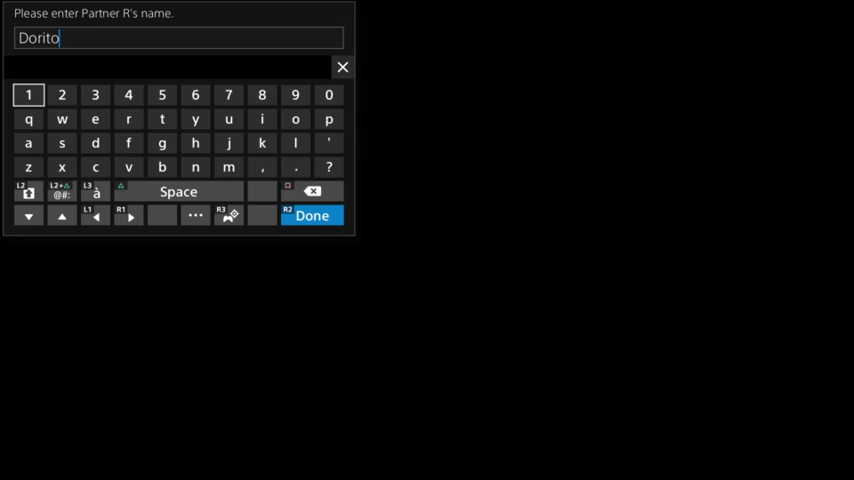 Please enter Partner R's name.
Dorito
1 2 3 4 5 6 7 8 9 0
q w e r t y u i o p
a s d f g h j k l '
z x c v b n m , . ?
L2 L2+△ @#: L3 à △ Space □
L1 R1 ... R3 R2 Done